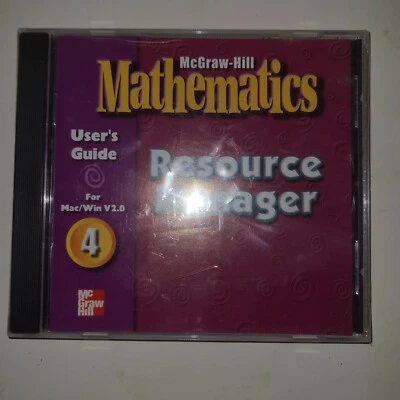 McGraw-Hill
Mathematics
User's
Guide
Resource
Manager
For
Mac/Win V2.0
4
Mc
Graw
Hill